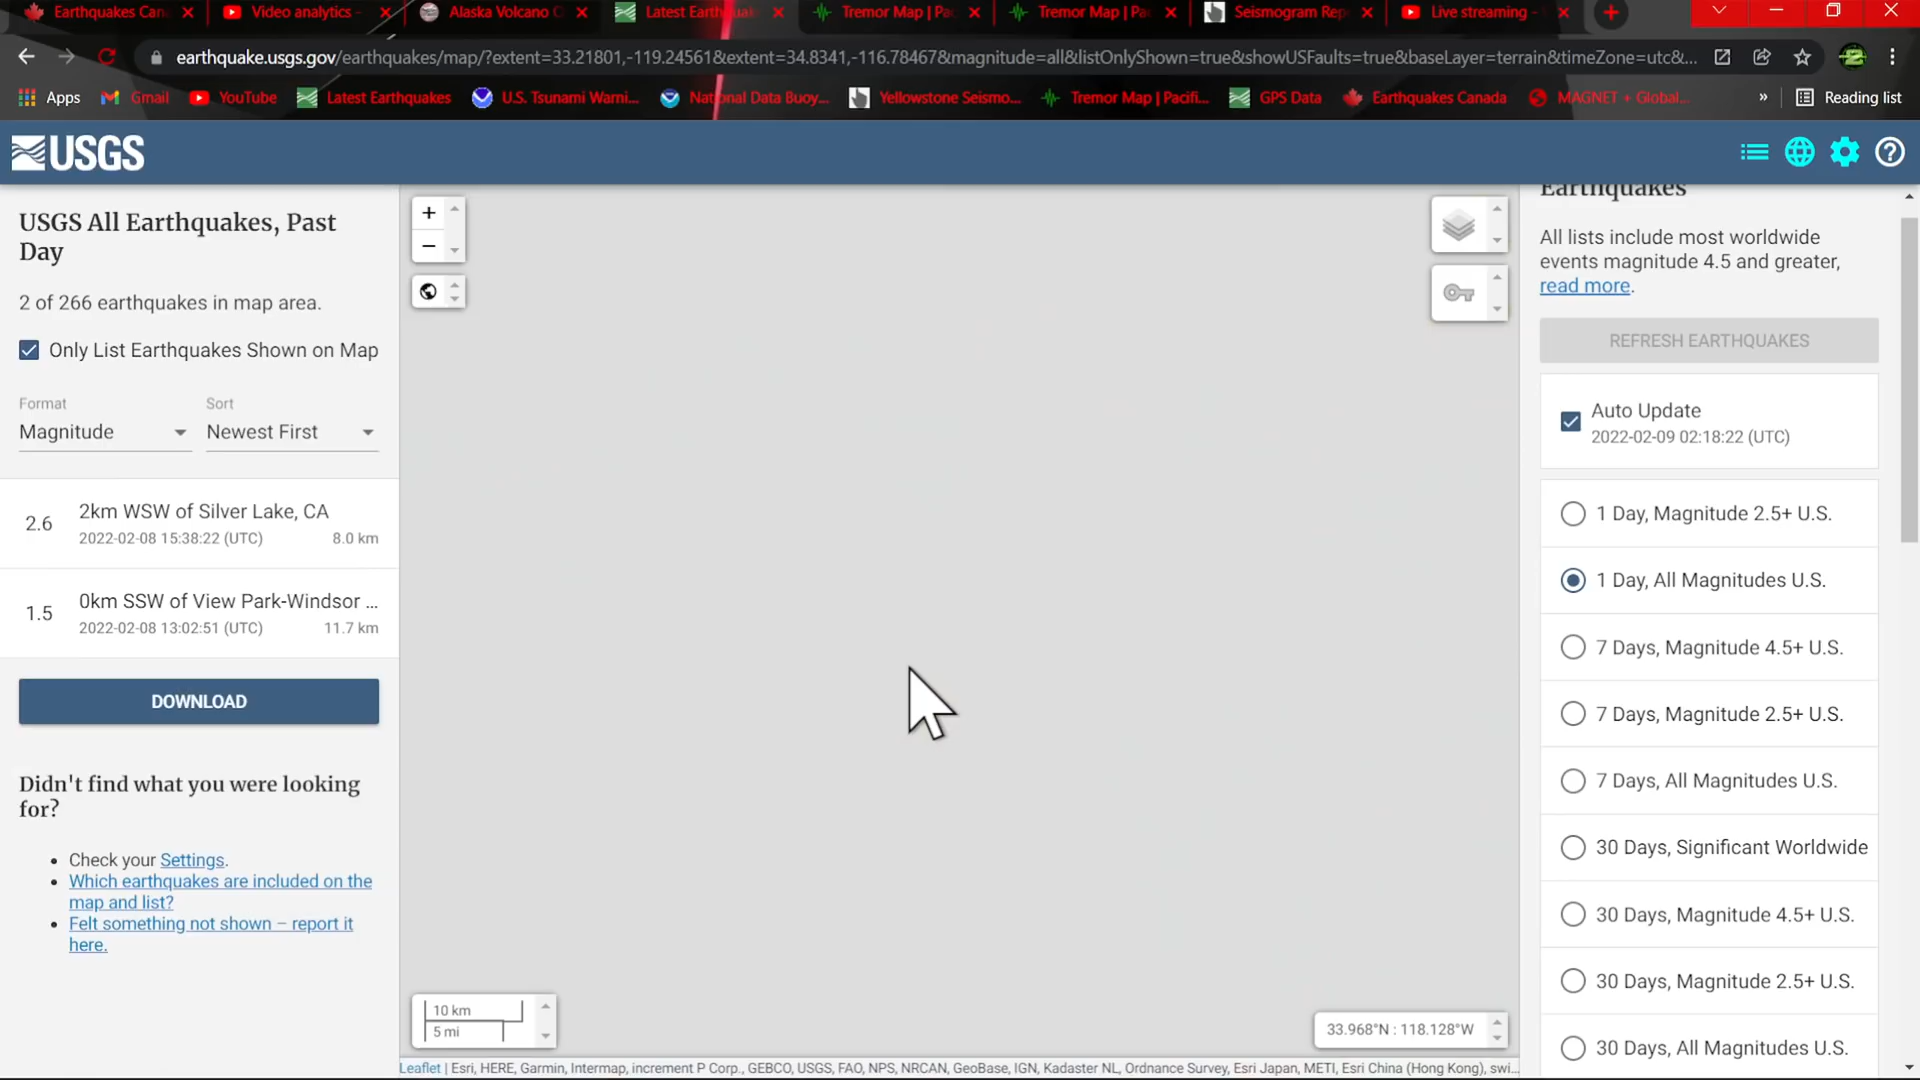 Earthquakes Can
Video analytics -
Alaska Volcano O
Latest Earthquak
Tremor Map | Pac
Tremor Map | Pac
Seismogram Rep
Live streaming -
earthquake.usgs.gov/earthquakes/map/?extent=33.21801,-119.24561&extent=34.8341,-116.78467&magnitude=all&listOnlyShown=true&showUSFaults=true&baseLayer=terrain&timeZone=utc&...
Apps
Gmail
YouTube
Latest Earthquakes
U.S. Tsunami Warni...
National Data Buoy...
Yellowstone Seismo...
Tremor Map | Pacifi...
GPS Data
Earthquakes Canada
MAGNET + Global...
»
Reading list
USGS
USGS All Earthquakes, Past
Day
2 of 266 earthquakes in map area.
Only List Earthquakes Shown on Map
Format
Sort
Magnitude
Newest First
2.6
2km WSW of Silver Lake, CA
2022-02-08 15:38:22 (UTC)
8.0 km
1.5
0km SSW of View Park-Windsor ...
2022-02-08 13:02:51 (UTC)
11.7 km
DOWNLOAD
Didn't find what you were looking
for?
• Check your Settings.
• Which earthquakes are included on the
map and list?
• Felt something not shown – report it
here.
+
−
10 km
5 mi
33.968°N : 118.128°W
Leaflet | Esri, HERE, Garmin, Intermap, increment P Corp., GEBCO, USGS, FAO, NPS, NRCAN, GeoBase, IGN, Kadaster NL, Ordnance Survey, Esri Japan, METI, Esri China (Hong Kong), swi...
Earthquakes
All lists include most worldwide
events magnitude 4.5 and greater,
read more.
REFRESH EARTHQUAKES
Auto Update
2022-02-09 02:18:22 (UTC)
1 Day, Magnitude 2.5+ U.S.
1 Day, All Magnitudes U.S.
7 Days, Magnitude 4.5+ U.S.
7 Days, Magnitude 2.5+ U.S.
7 Days, All Magnitudes U.S.
30 Days, Significant Worldwide
30 Days, Magnitude 4.5+ U.S.
30 Days, Magnitude 2.5+ U.S.
30 Days, All Magnitudes U.S.